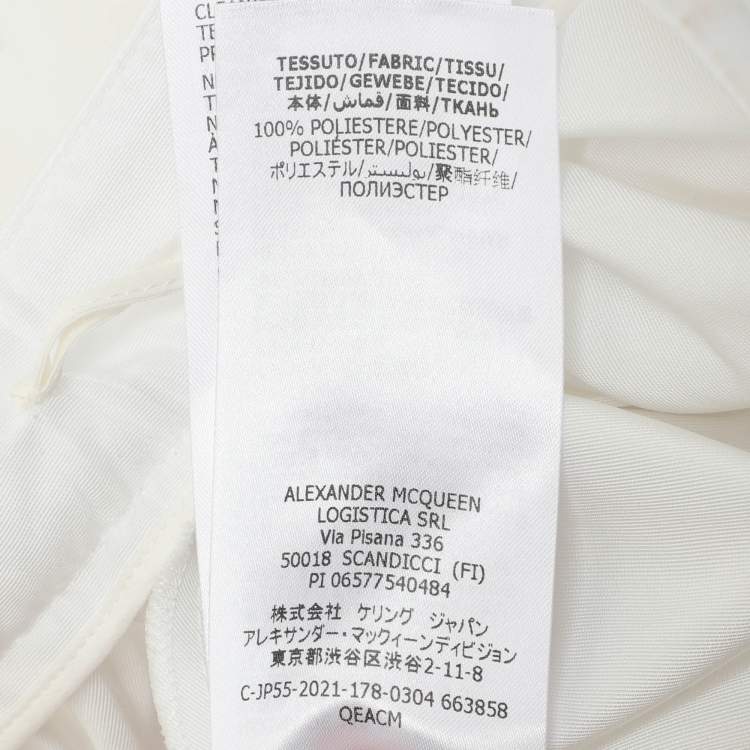 TESSUTO/FABRIC/TISSU/
TEJIDO/GEWEBE/TECIDO/
本体/قماش/面料/ТКАНЬ
100% POLIESTERE/POLYESTER/
POLIÉSTER/POLIESTER/
ポリエステル/بوليستر/聚酯纤维/
ПОЛИЭСТЕР
ALEXANDER MCQUEEN
LOGISTICA SRL
Via Pisana 336
50018 SCANDICCI (FI)
PI 06577540484
株式会社 ケリング ジャパン
アレキサンダー・マックィーンディビジョン
東京都渋谷区渋谷2-11-8
C-JP55-2021-178-0304 663858
QEACM